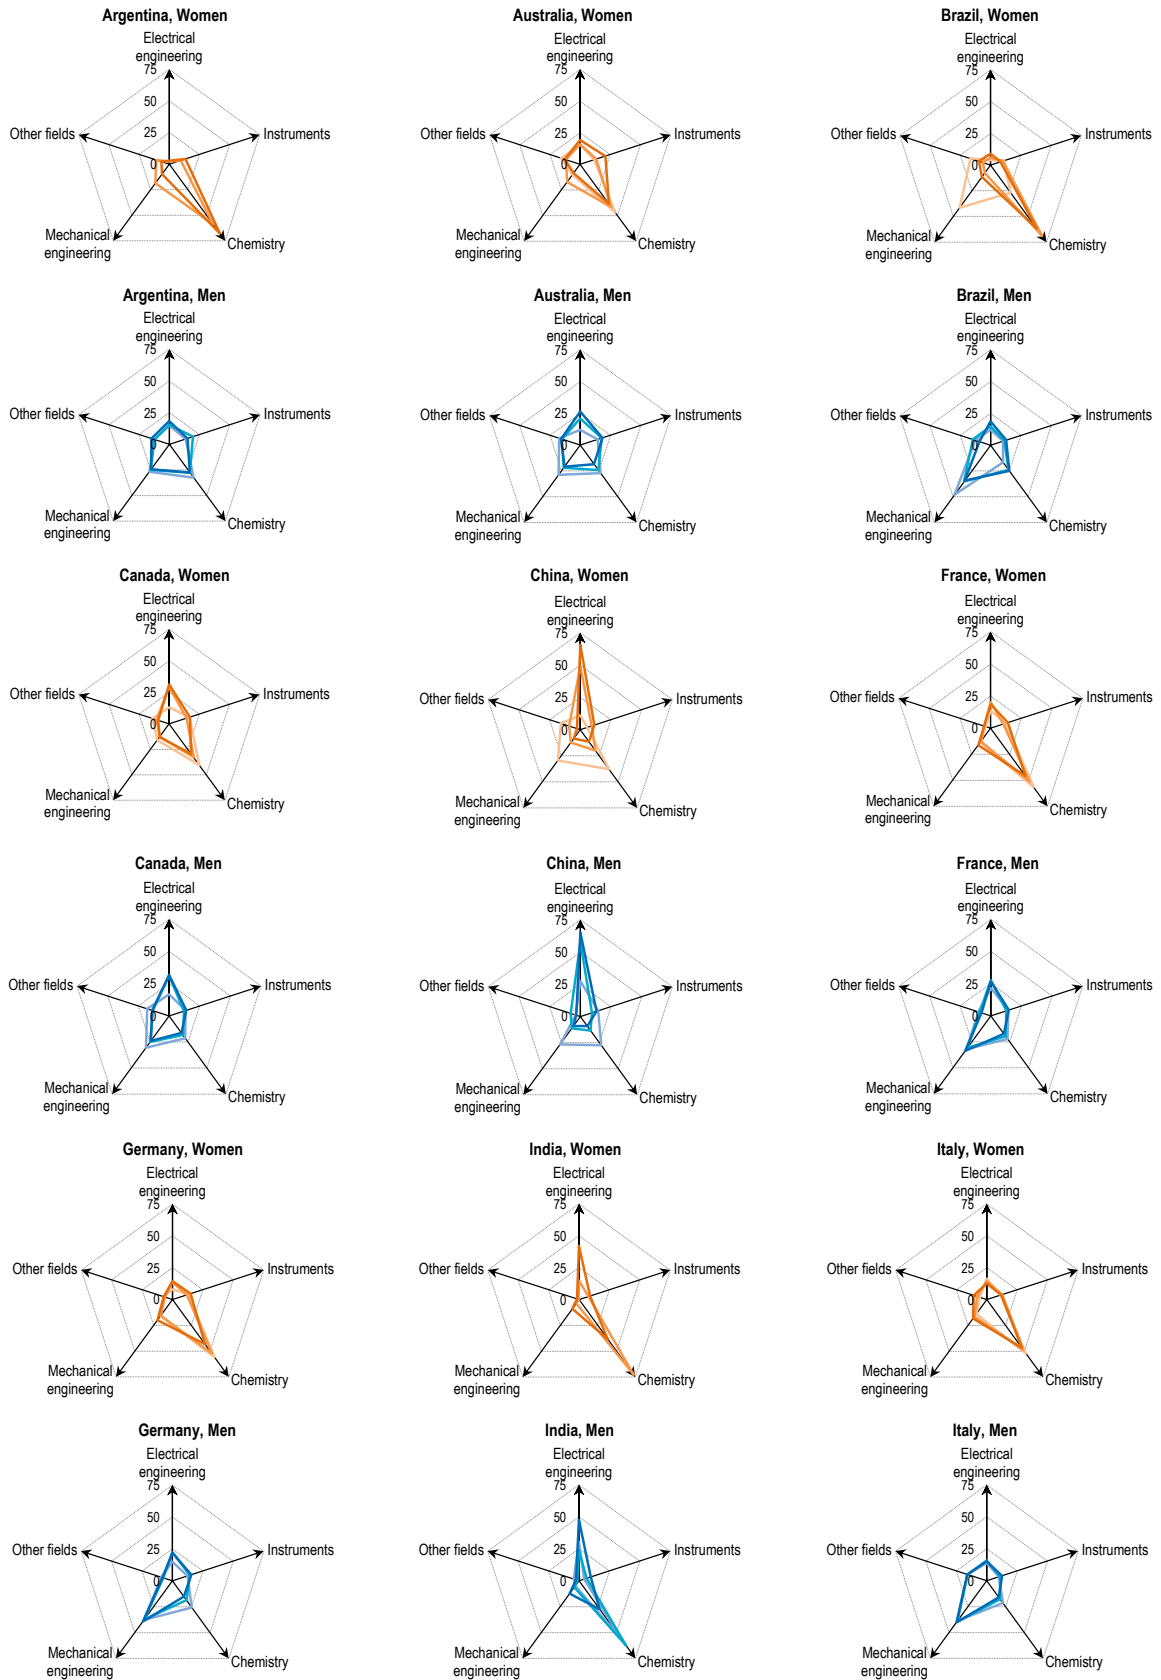 Argentina, Women
Electrical
engineering
75
50
25
0
Other fields
Instruments
Mechanical
engineering
Chemistry
Australia, Women
Electrical
engineering
75
50
25
0
Other fields
Instruments
Mechanical
engineering
Chemistry
Brazil, Women
Electrical
engineering
75
50
25
0
Other fields
Instruments
Mechanical
engineering
Chemistry
Argentina, Men
Electrical
engineering
75
50
25
0
Other fields
Instruments
Mechanical
engineering
Chemistry
Australia, Men
Electrical
engineering
75
50
25
0
Other fields
Instruments
Mechanical
engineering
Chemistry
Brazil, Men
Electrical
engineering
75
50
25
0
Other fields
Instruments
Mechanical
engineering
Chemistry
Canada, Women
Electrical
engineering
75
50
25
0
Other fields
Instruments
Mechanical
engineering
Chemistry
China, Women
Electrical
engineering
75
50
25
0
Other fields
Instruments
Mechanical
engineering
Chemistry
France, Women
Electrical
engineering
75
50
25
0
Other fields
Instruments
Mechanical
engineering
Chemistry
Canada, Men
Electrical
engineering
75
50
25
0
Other fields
Instruments
Mechanical
engineering
Chemistry
China, Men
Electrical
engineering
75
50
25
0
Other fields
Instruments
Mechanical
engineering
Chemistry
France, Men
Electrical
engineering
75
50
25
0
Other fields
Instruments
Mechanical
engineering
Chemistry
Germany, Women
Electrical
engineering
75
50
25
0
Other fields
Instruments
Mechanical
engineering
Chemistry
India, Women
Electrical
engineering
75
50
25
0
Other fields
Instruments
Mechanical
engineering
Chemistry
Italy, Women
Electrical
engineering
75
50
25
0
Other fields
Instruments
Mechanical
engineering
Chemistry
Germany, Men
Electrical
engineering
75
50
25
0
Other fields
Instruments
Mechanical
engineering
Chemistry
India, Men
Electrical
engineering
75
50
25
0
Other fields
Instruments
Mechanical
engineering
Chemistry
Italy, Men
Electrical
engineering
75
50
25
0
Other fields
Instruments
Mechanical
engineering
Chemistry